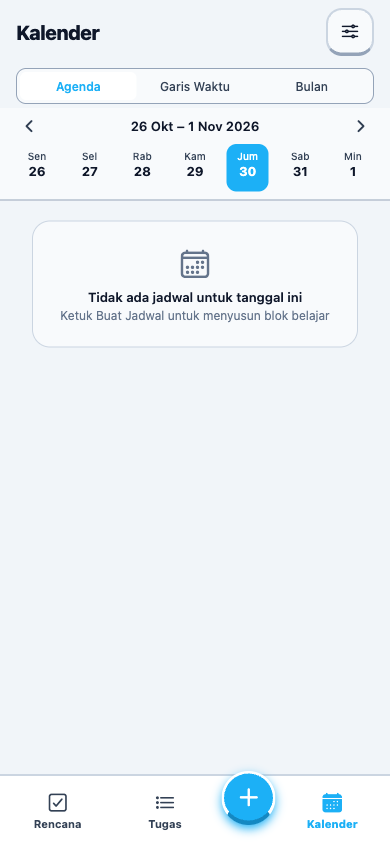 Kalender
Agenda Garis Waktu Bulan
26 Okt – 1 Nov 2026
Sen Sel Rab Kam Jum Sab Min
26 27 28 29 30 31 1
Tidak ada jadwal untuk tanggal ini
Ketuk Buat Jadwal untuk menyusun blok belajar
Rencana Tugas Kalender